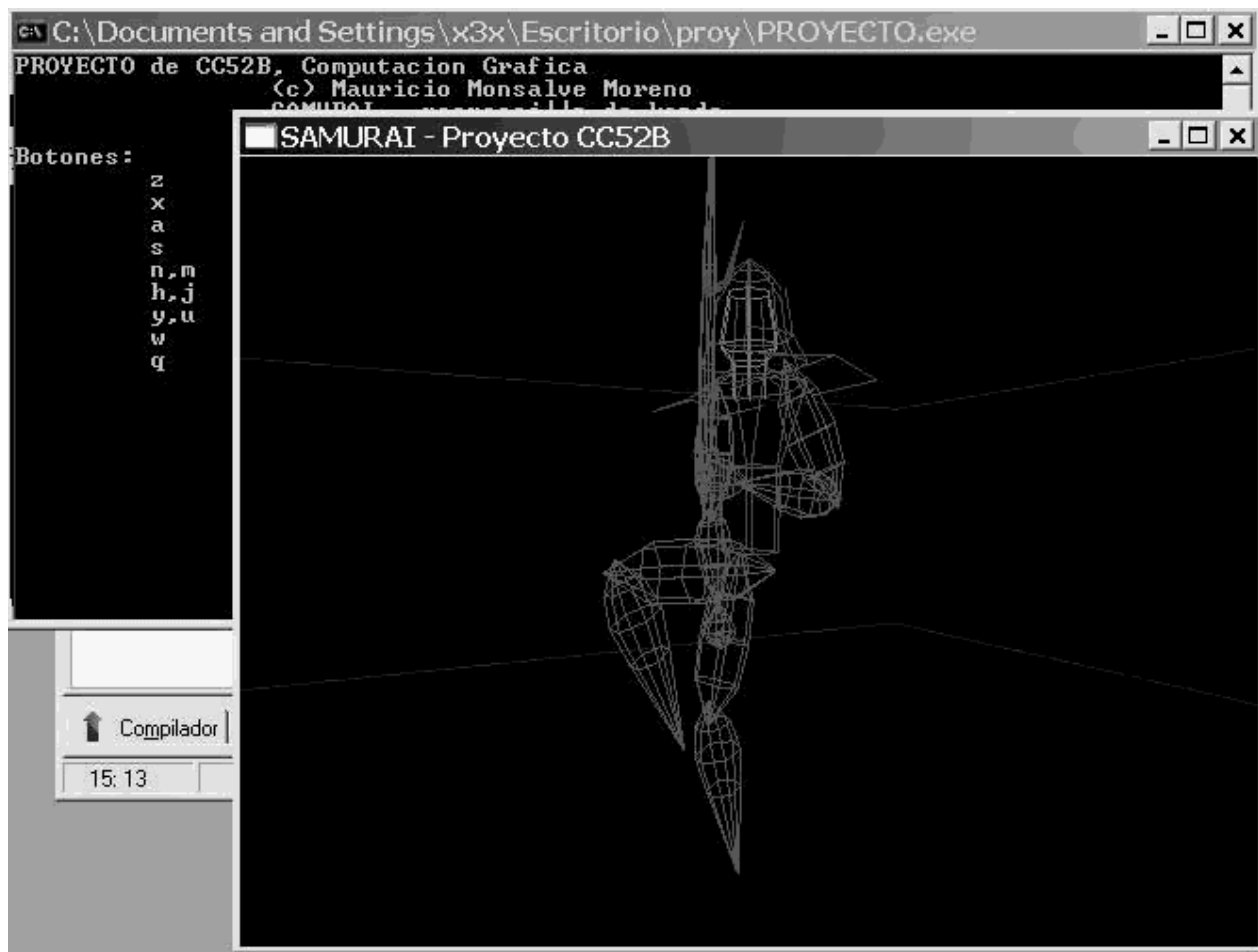 C:\Documents and Settings\x3x\Escritorio\proy\PROYECTO.exe
PROYECTO de CC52B, Computacion Grafica
(c) Mauricio Monsalve Moreno
SAMURAI
SAMURAI - Proyecto CC52B
Botones:
z
x
a
s
n,m
h,j
y,u
w
q
Compilador
15: 13